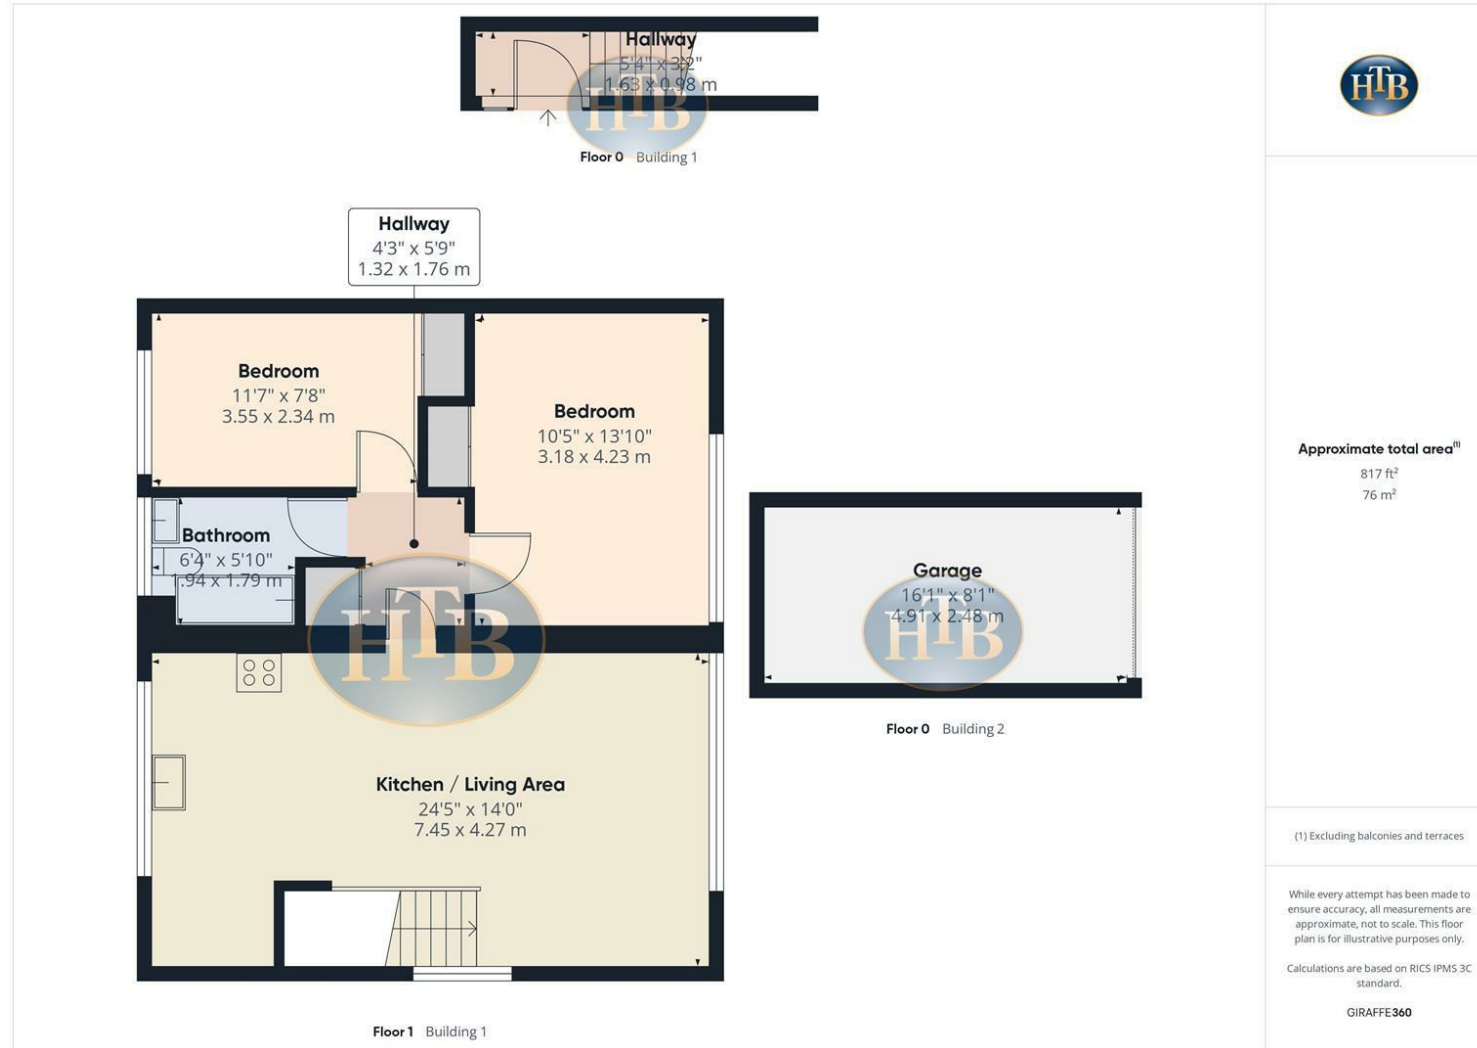 Hallway
5'4" x 3'2"
1.63 x 0.98 m
HTB
Floor 0 Building 1
HTB
Hallway
4'3" x 5'9"
1.32 x 1.76 m
Bedroom
11'7" x 7'8"
3.55 x 2.34 m
Bedroom
10'5" x 13'10"
3.18 x 4.23 m
Bathroom
6'4" x 5'10"
1.94 x 1.79 m
HTB
Kitchen / Living Area
24'5" x 14'0"
7.45 x 4.27 m
Floor 1 Building 1
Garage
16'1" x 8'1"
4.91 x 2.48 m
HTB
Floor 0 Building 2
Approximate total area(1)
817 ft²
76 m²
(1) Excluding balconies and terraces
While every attempt has been made to
ensure accuracy, all measurements are
approximate, not to scale. This floor
plan is for illustrative purposes only.
Calculations are based on RICS IPMS 3C
standard.
GIRAFFE360